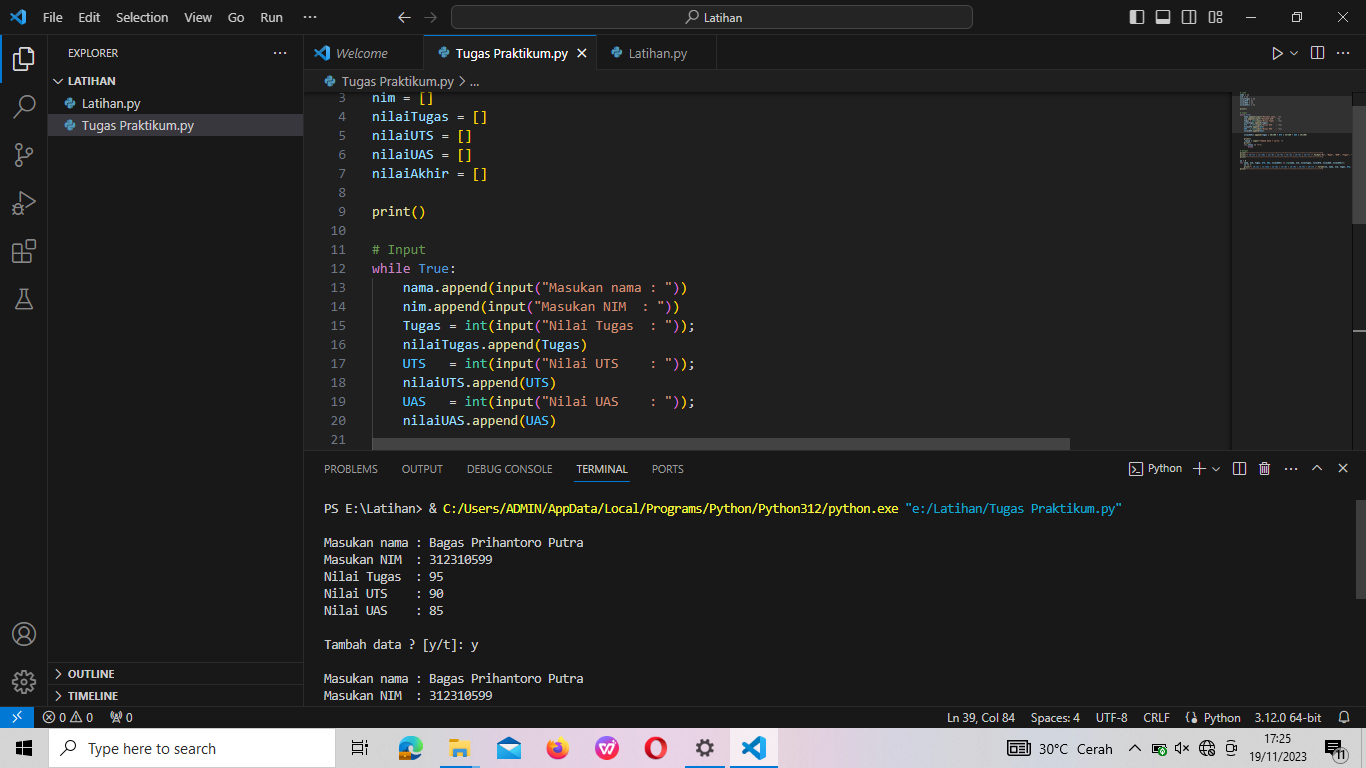 File Edit Selection View Go Run ··· Latihan
EXPLORER ···
LATIHAN
Latihan.py
Tugas Praktikum.py
OUTLINE
TIMELINE
Welcome Tugas Praktikum.py Latihan.py
Tugas Praktikum.py > ...
3 nim = []
4 nilaiTugas = []
5 nilaiUTS = []
6 nilaiUAS = []
7 nilaiAkhir = []
8
9 print()
10
11 # Input
12 while True:
13 nama.append(input("Masukan nama : "))
14 nim.append(input("Masukan NIM  : "))
15 Tugas = int(input("Nilai Tugas  : "));
16 nilaiTugas.append(Tugas)
17 UTS   = int(input("Nilai UTS    : "));
18 nilaiUTS.append(UTS)
19 UAS   = int(input("Nilai UAS    : "));
20 nilaiUAS.append(UAS)
21
PROBLEMS OUTPUT DEBUG CONSOLE TERMINAL PORTS Python
PS E:\Latihan> & C:/Users/ADMIN/AppData/Local/Programs/Python/Python312/python.exe "e:/Latihan/Tugas Praktikum.py"
Masukan nama : Bagas Prihantoro Putra
Masukan NIM  : 312310599
Nilai Tugas  : 95
Nilai UTS    : 90
Nilai UAS    : 85
Tambah data ? [y/t]: y
Masukan nama : Bagas Prihantoro Putra
Masukan NIM  : 312310599
0 0 0 Ln 39, Col 84 Spaces: 4 UTF-8 CRLF Python 3.12.0 64-bit
Type here to search 30°C Cerah 17:25
19/11/2023 11